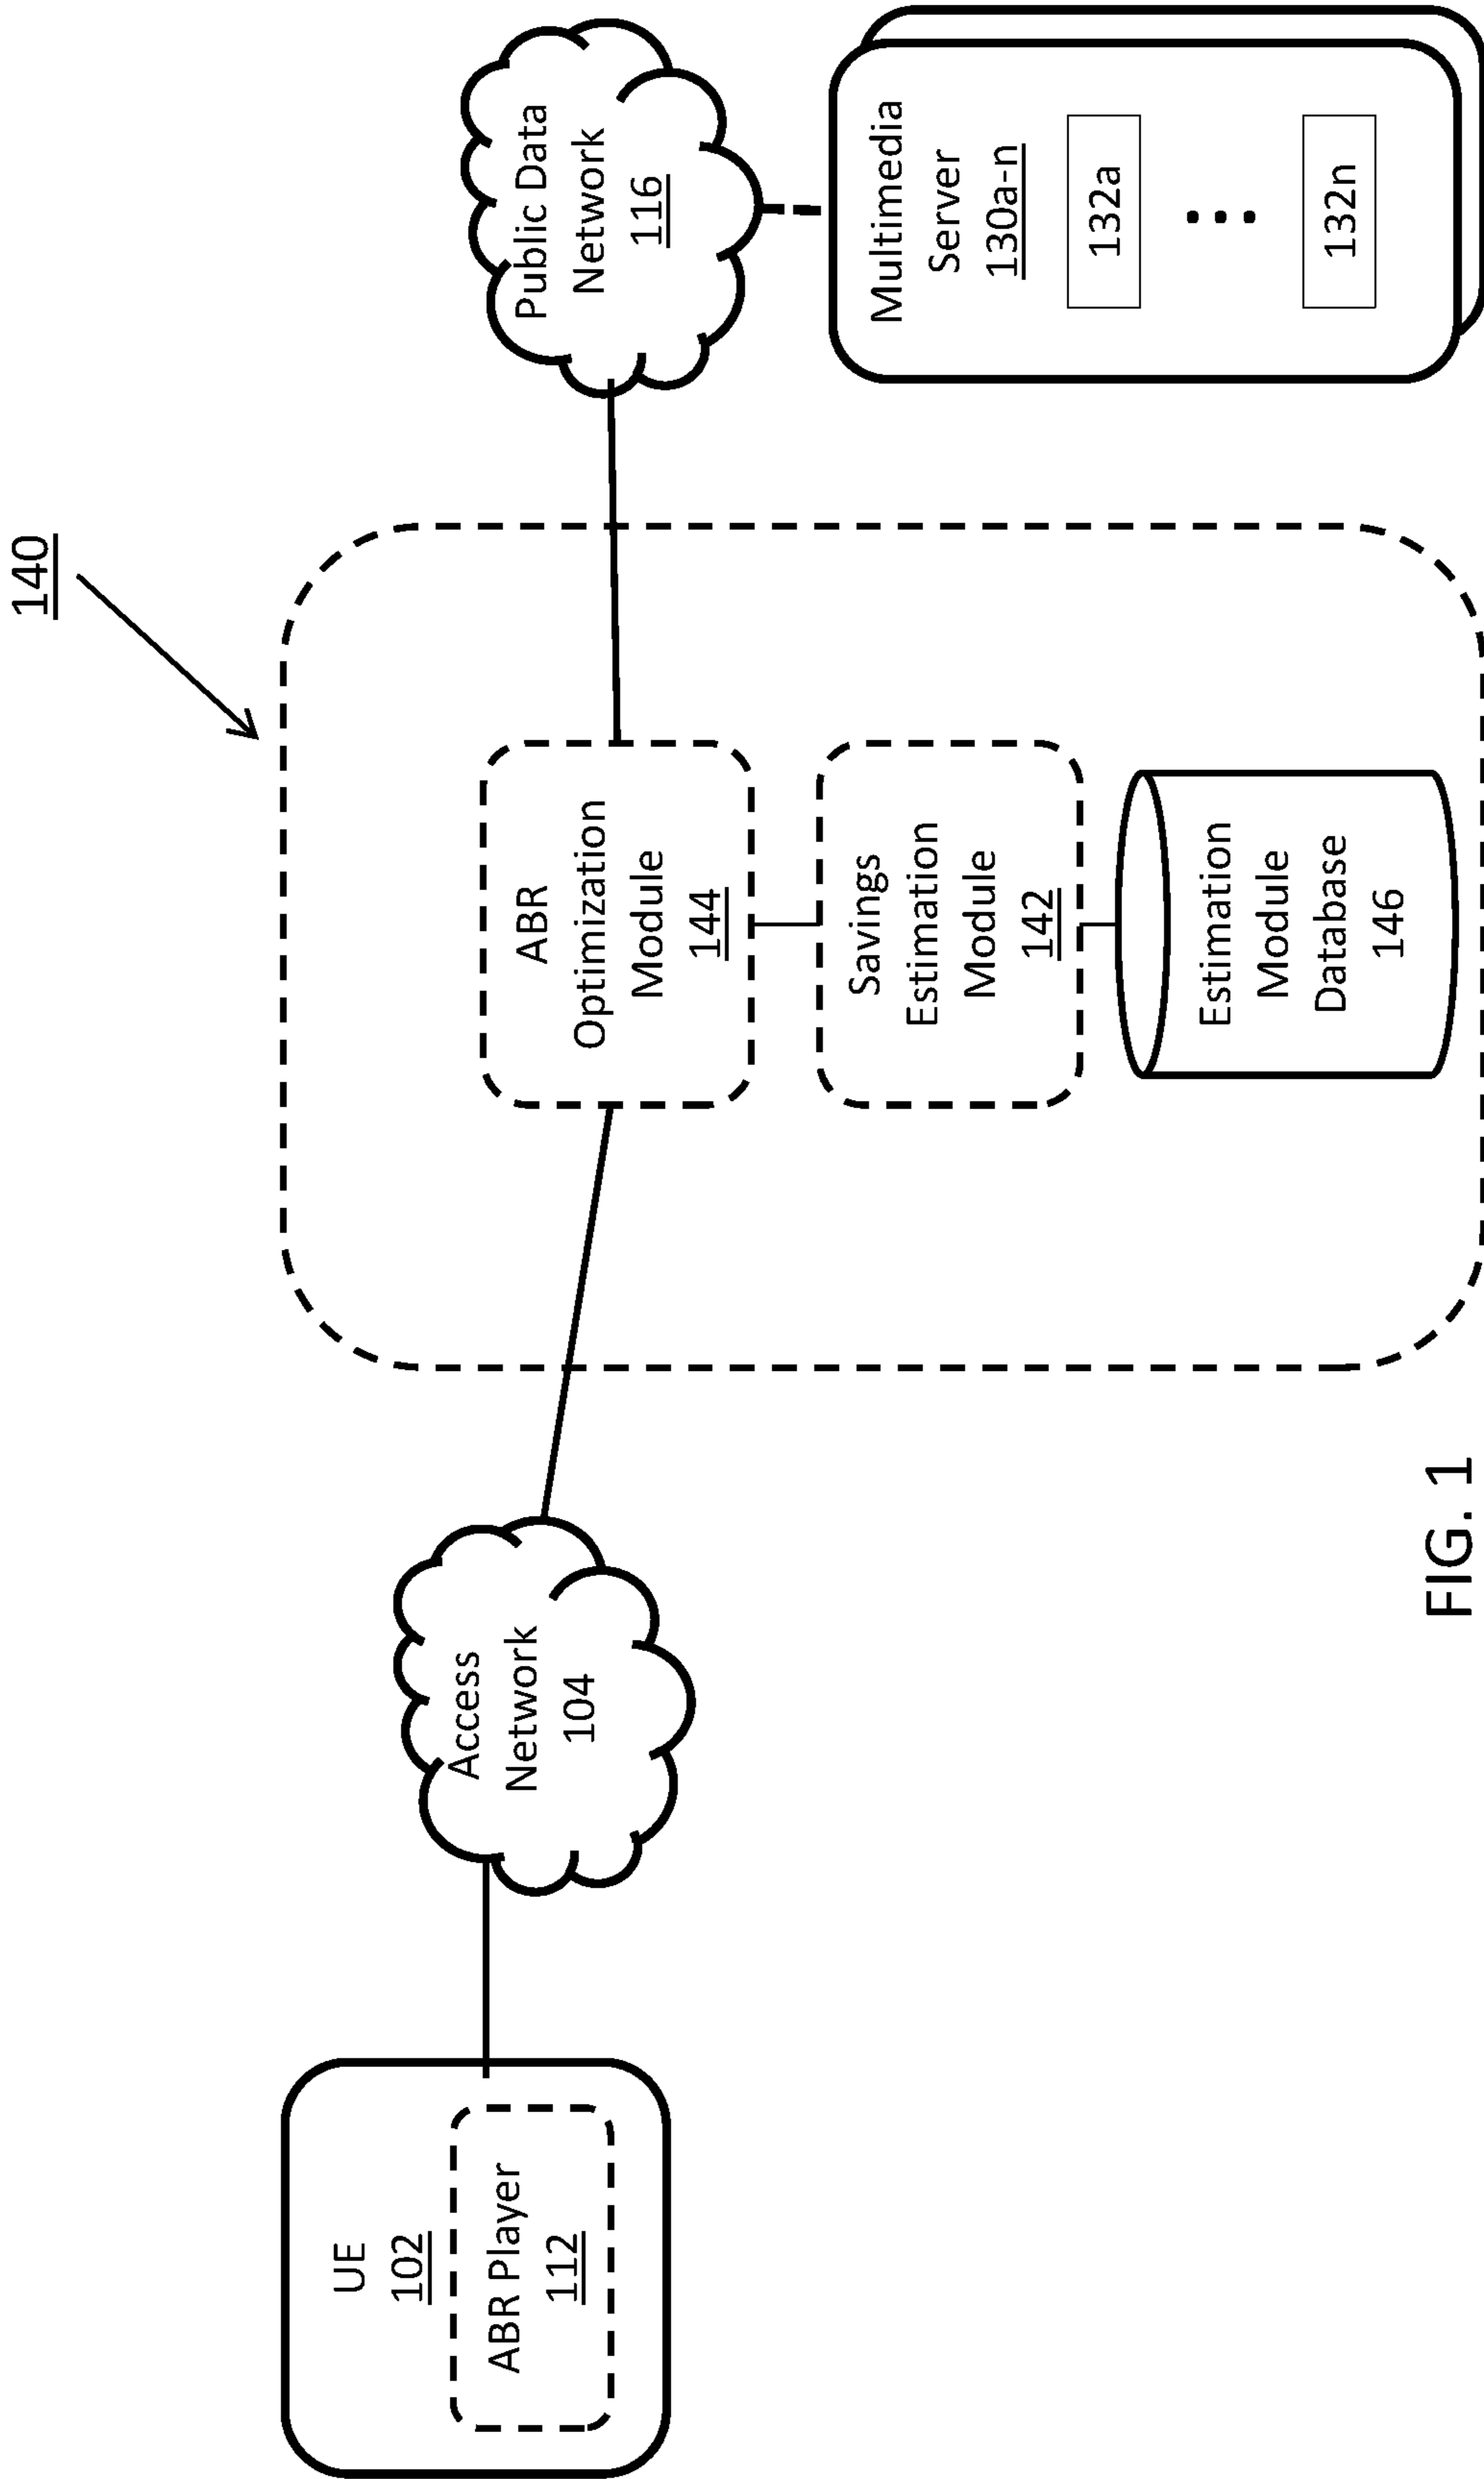 140
UE
102
ABR Player
112
Access
Network
104
ABR
Optimization
Module
144
Savings
Estimation
Module
142
Estimation
Module
Database
146
Public Data
Network
116
Multimedia
Server
130a-n
132a
132n
FIG. 1